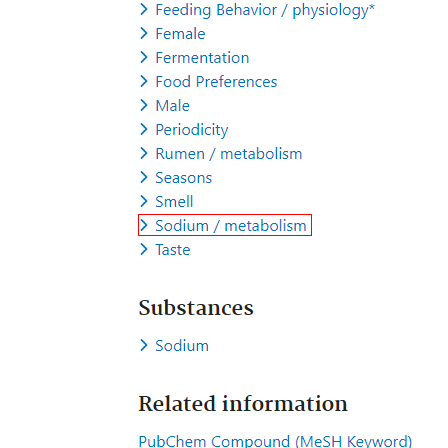 Feeding Behavior / physiology*
Female
Fermentation
Food Preferences
Male
Periodicity
Rumen / metabolism
Seasons
Smell
Sodium / metabolism
Taste
Substances
Sodium
Related information
PubChem Compound (MeSH Keyword)